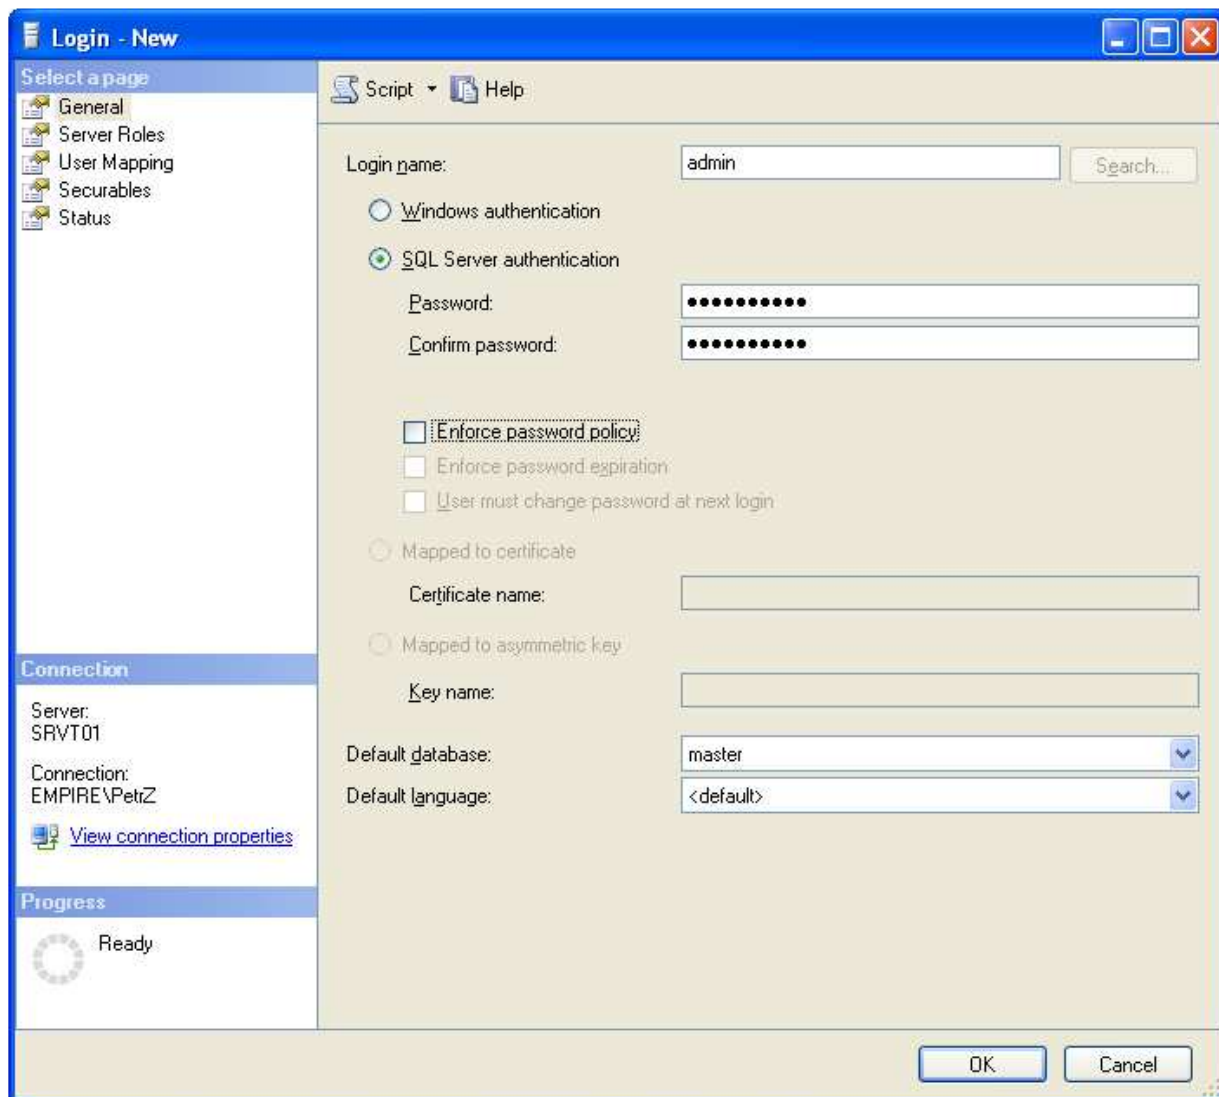 Login - New
Select a page
General
Server Roles
User Mapping
Securables
Status
Script Help
Login name: admin Search...
Windows authentication
SQL Server authentication
Password: ●●●●●●●●●●
Confirm password: ●●●●●●●●●●
Enforce password policy
Enforce password expiration
User must change password at next login
Mapped to certificate
Certificate name:
Mapped to asymmetric key
Key name:
Default database: master
Default language: <default>
Connection
Server:
SRVT01
Connection:
EMPIRE\PetrZ
View connection properties
Progress
Ready
OK Cancel